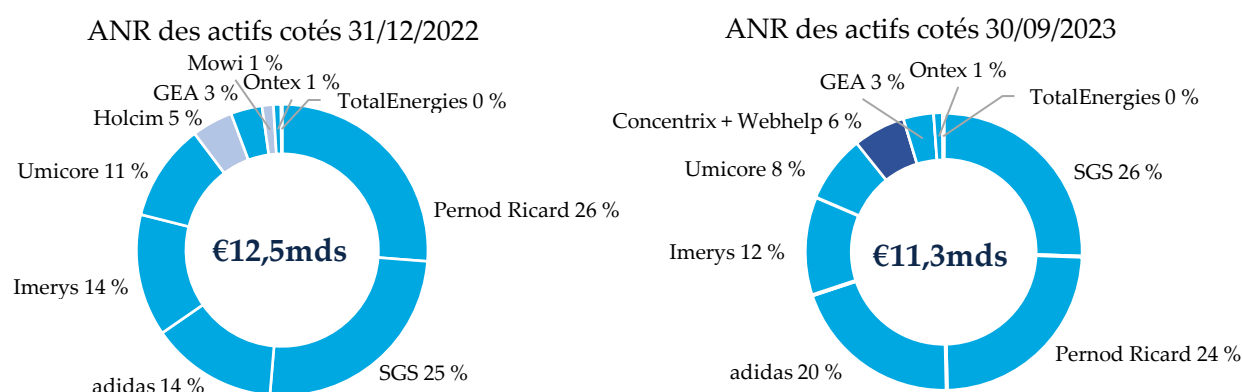 ANR des actifs cotés 31/12/2022
Mowi 1 %
Ontex 1 %
GEA 3 %
TotalEnergies 0 %
Holcim 5 %
Umicore 11 %
Pernod Ricard 26 %
€12,5mds
Imerys 14 %
SGS 25 %
adidas 14 %
ANR des actifs cotés 30/09/2023
Ontex 1 %
GEA 3 %
TotalEnergies 0 %
Concentrix + Webhelp 6 %
Umicore 8 %
SGS 26 %
Imerys 12 %
€11,3mds
Pernod Ricard 24 %
adidas 20 %